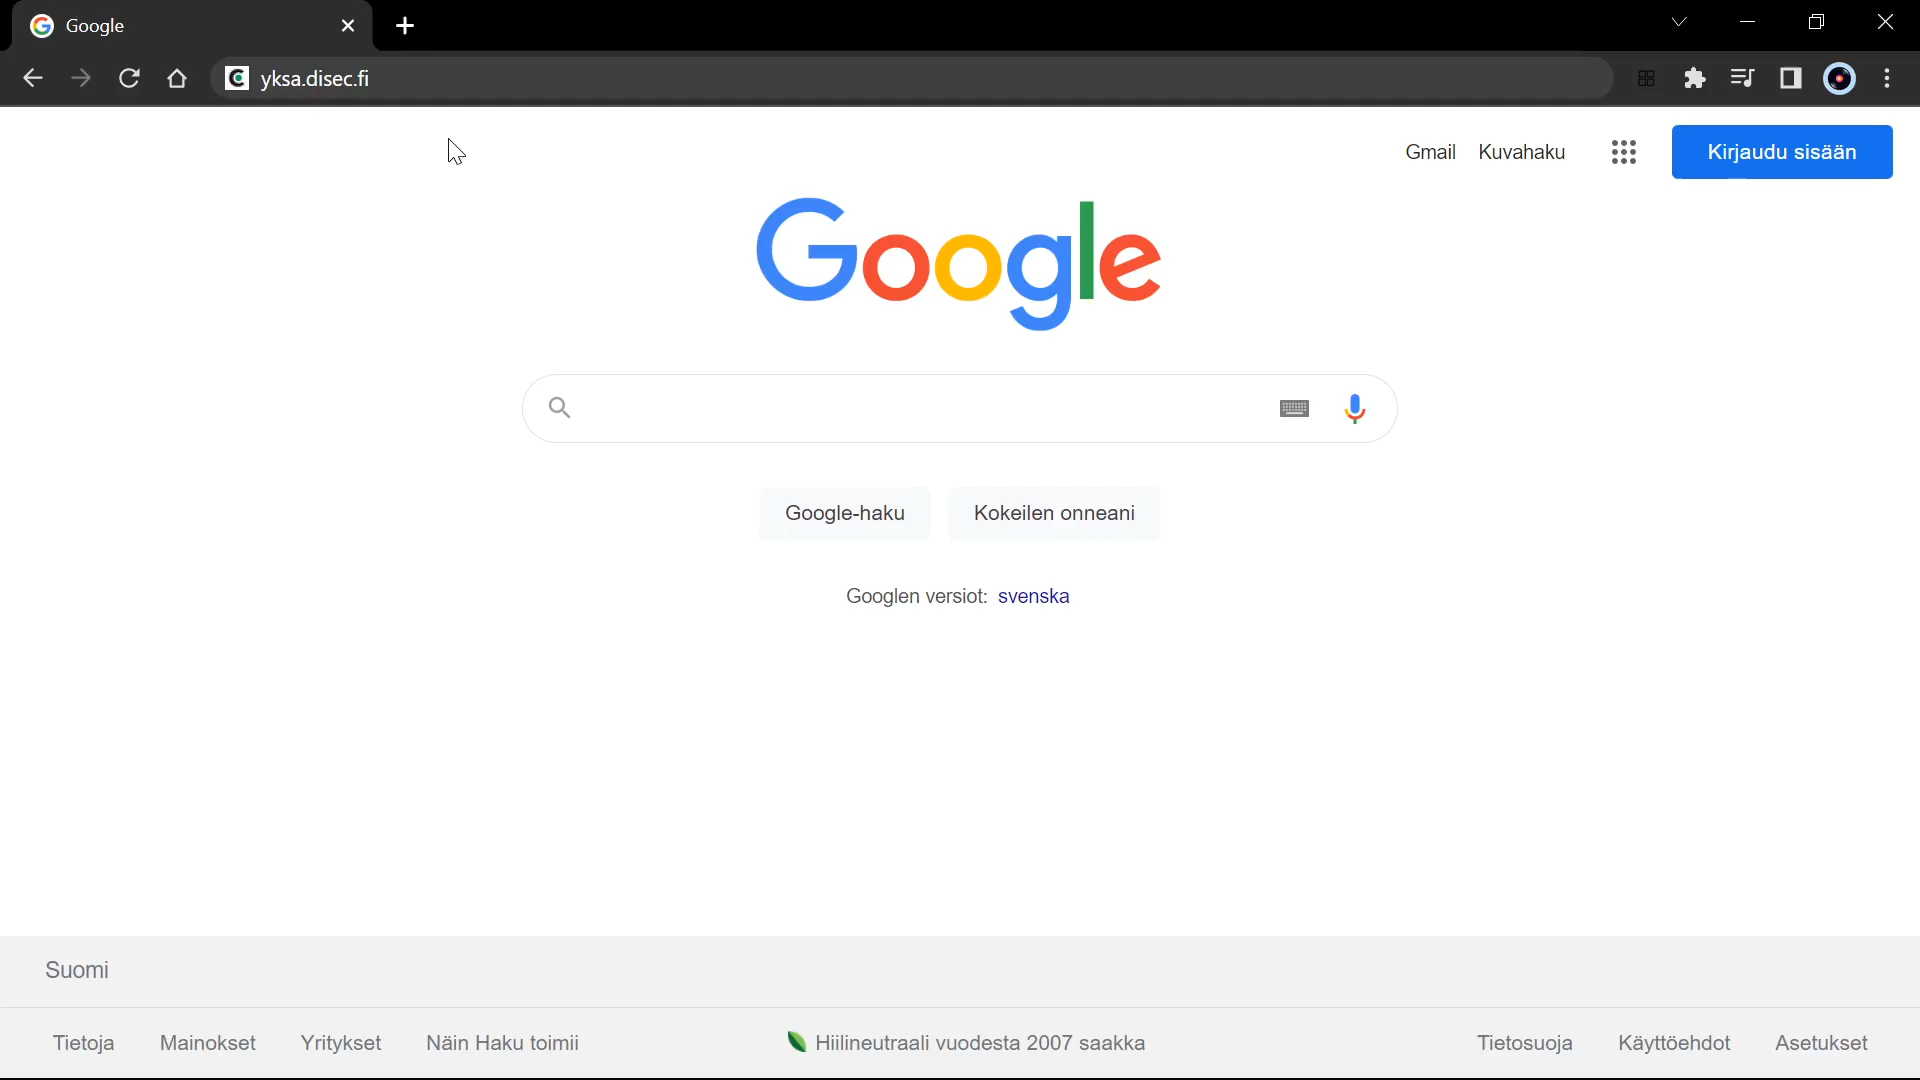 Google
yksa.disec.fi
Gmail Kuvahaku Kirjaudu sisään
Google
Google-haku Kokeilen onneani
Googlen versiot: svenska
Suomi
Tietoja Mainokset Yritykset Näin Haku toimii Hiilineutraali vuodesta 2007 saakka Tietosuoja Käyttöehdot Asetukset